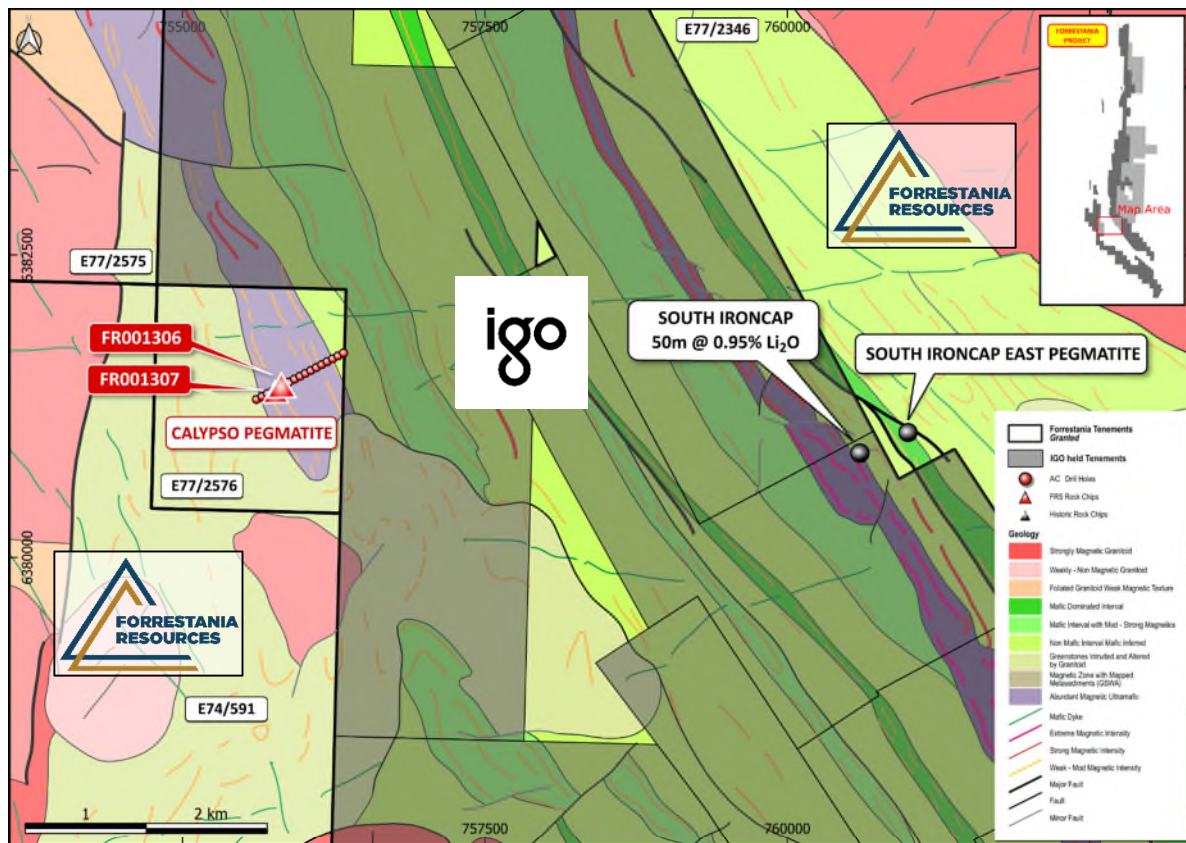 755000
757500
E77/2346
760000
FORRESTANIA
PROJECT
Map Area
FORRESTANIA
RESOURCES
6382500
E77/2575
FR001306
FR001307
CALYPSO PEGMATITE
igo
SOUTH IRONCAP
50m @ 0.95% Li₂O
SOUTH IRONCAP EAST PEGMATITE
E77/2576
6380000
FORRESTANIA
RESOURCES
E74/591
Forrestania Tenements
Granted
IGO held Tenements
AC Drill Holes
FRS Rock Chips
Historic Rock Chips
Geology
Strongly Magnetic Granitoid
Weakly - Non Magnetic Granitoid
Foliated Granitoid Weak Magnetic Texture
Mafic Dominated Interval
Mafic Interval with Mod - Strong Magnetics
Non Mafic Interval Mafic Inferred
Greenstones Intruded and Altered
by Granitoid
Magnetic Zone with Mapped
Metasediments (GSWA)
Abundant Magnetic Ultramafic
Mafic Dyke
Extreme Magnetic Intensity
Strong Magnetic Intensity
Weak - Mod Magnetic Intensity
Major Fault
Fault
Minor Fault
1
2 km
757500
760000